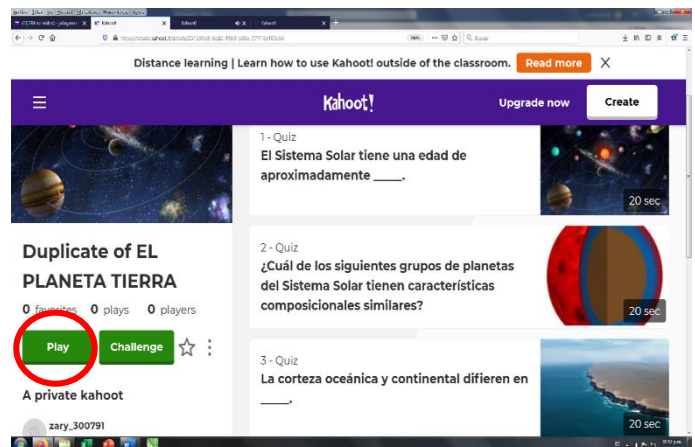 Kahoot!
Distance learning | Learn how to use Kahoot! outside of the classroom. Read more
Kahoot! Upgrade now Create
Duplicate of EL
PLANETA TIERRA
0 favorites 0 plays 0 players
Play Challenge
A private kahoot
zary_300791
1 - Quiz
El Sistema Solar tiene una edad de
aproximadamente ____.
20 sec
2 - Quiz
¿Cuál de los siguientes grupos de planetas
del Sistema Solar tienen características
composicionales similares?
20 sec
3 - Quiz
La corteza oceánica y continental difieren en
____.
20 sec